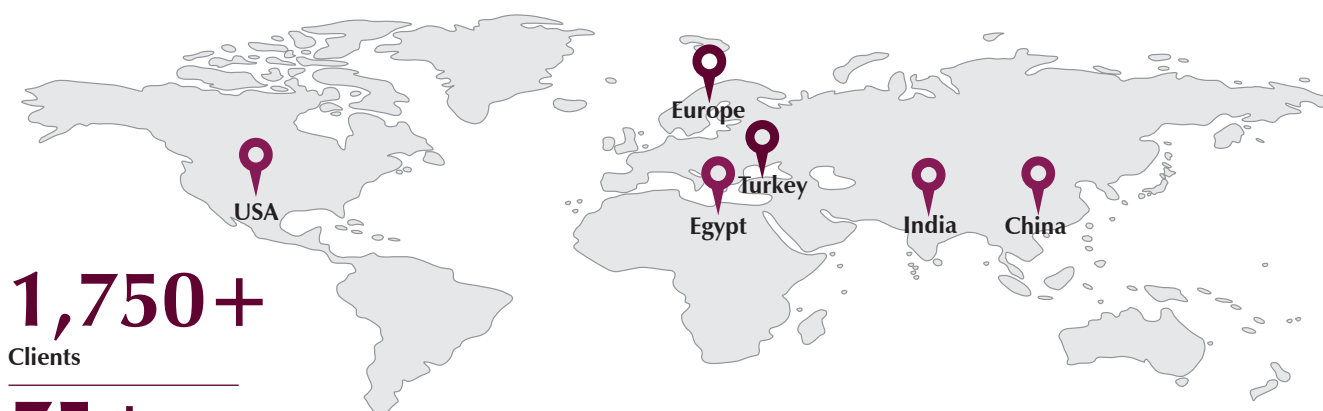 Europe
Turkey
USA
Egypt
India
China
1,750+
Clients